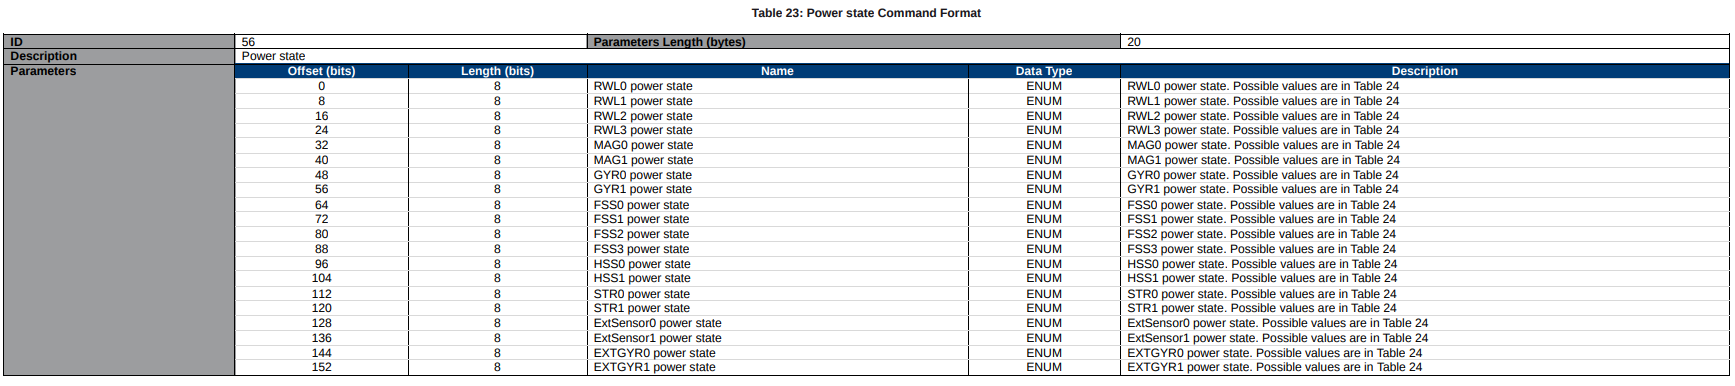 Table 23: Power state Command Format
ID 56 Parameters Length (bytes) 20
Description Power state
Parameters Offset (bits) Length (bits) Name Data Type Description
0 8 RWL0 power state ENUM RWL0 power state. Possible values are in Table 24
8 8 RWL1 power state ENUM RWL1 power state. Possible values are in Table 24
16 8 RWL2 power state ENUM RWL2 power state. Possible values are in Table 24
24 8 RWL3 power state ENUM RWL3 power state. Possible values are in Table 24
32 8 MAG0 power state ENUM MAG0 power state. Possible values are in Table 24
40 8 MAG1 power state ENUM MAG1 power state. Possible values are in Table 24
48 8 GYR0 power state ENUM GYR0 power state. Possible values are in Table 24
56 8 GYR1 power state ENUM GYR1 power state. Possible values are in Table 24
64 8 FSS0 power state ENUM FSS0 power state. Possible values are in Table 24
72 8 FSS1 power state ENUM FSS1 power state. Possible values are in Table 24
80 8 FSS2 power state ENUM FSS2 power state. Possible values are in Table 24
88 8 FSS3 power state ENUM FSS3 power state. Possible values are in Table 24
96 8 HSS0 power state ENUM HSS0 power state. Possible values are in Table 24
104 8 HSS1 power state ENUM HSS1 power state. Possible values are in Table 24
112 8 STR0 power state ENUM STR0 power state. Possible values are in Table 24
120 8 STR1 power state ENUM STR1 power state. Possible values are in Table 24
128 8 ExtSensor0 power state ENUM ExtSensor0 power state. Possible values are in Table 24
136 8 ExtSensor1 power state ENUM ExtSensor1 power state. Possible values are in Table 24
144 8 EXTGYR0 power state ENUM EXTGYR0 power state. Possible values are in Table 24
152 8 EXTGYR1 power state ENUM EXTGYR1 power state. Possible values are in Table 24